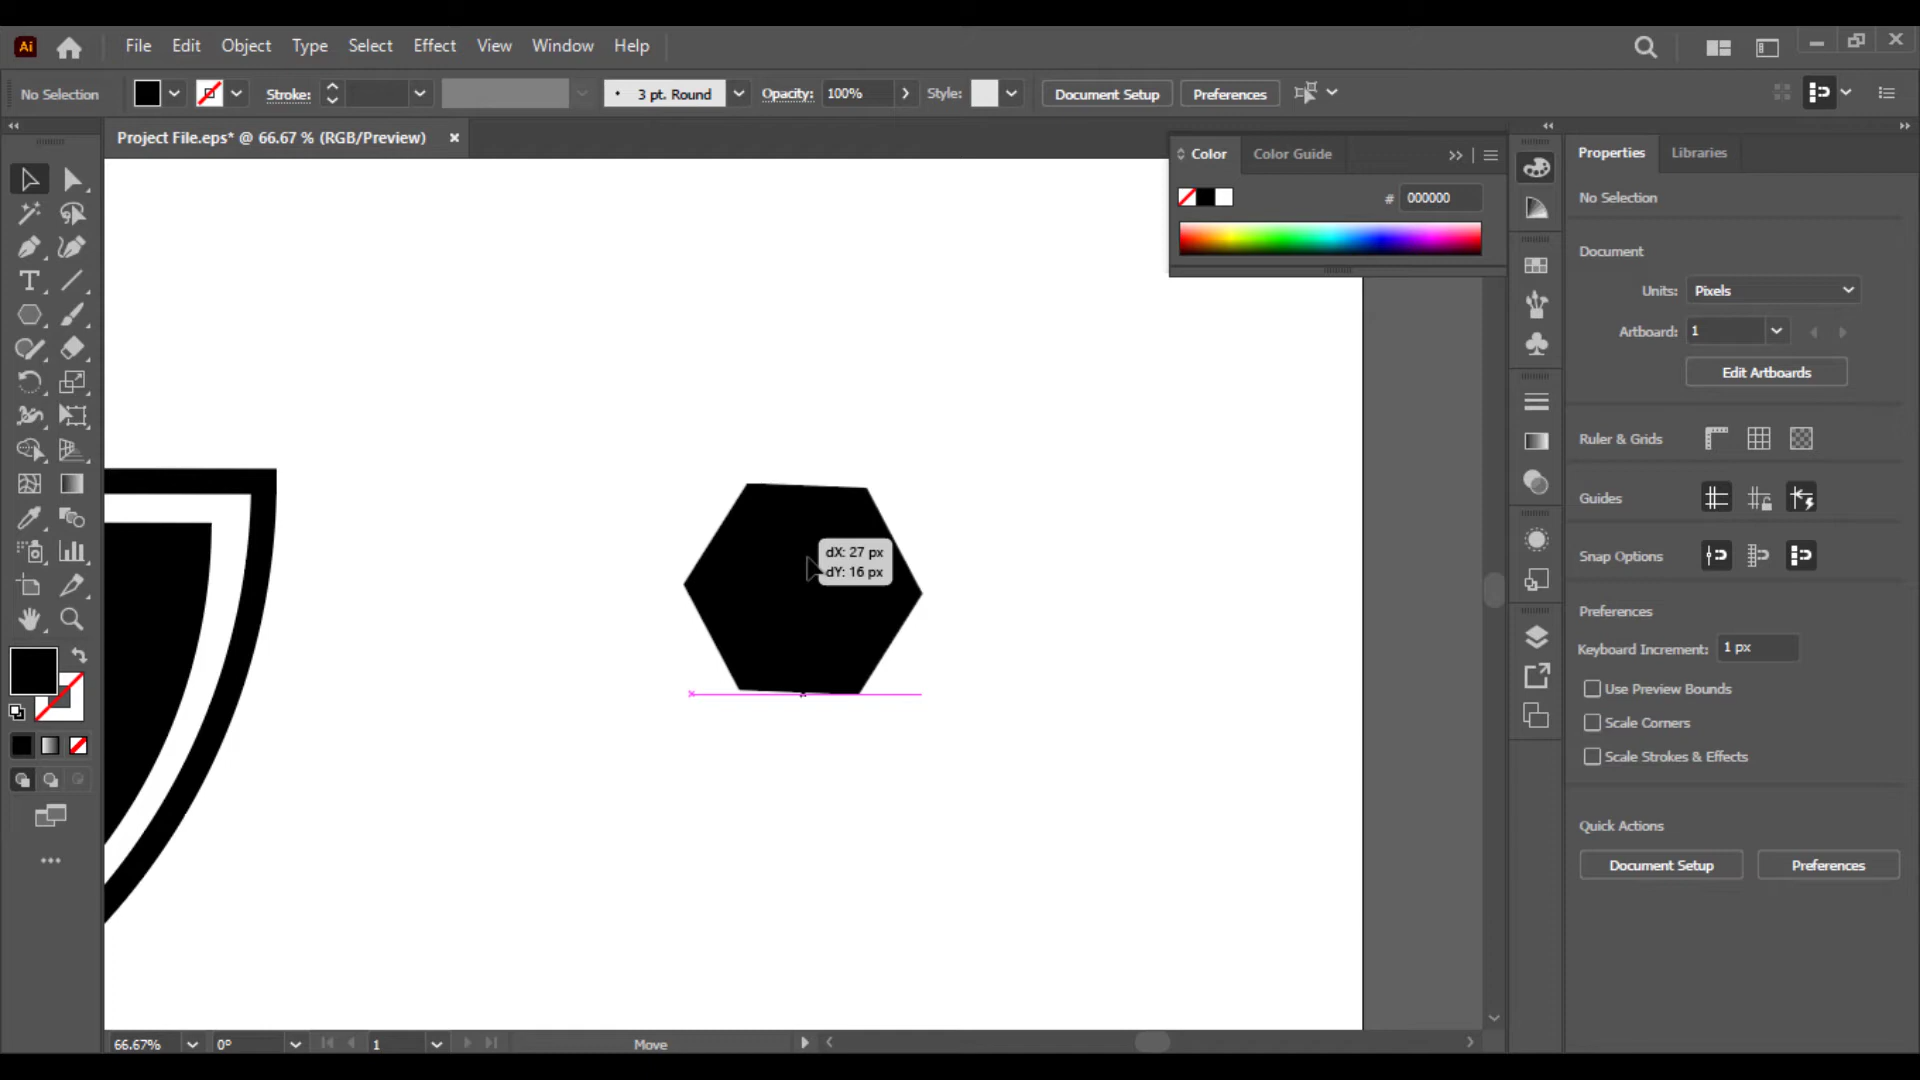 Ai File Edit Object Type Select Effect View Window Help
No Selection Stroke: 3 pt. Round Opacity: 100% Style: Document Setup Preferences
Project File.eps* @ 66.67 % (RGB/Preview)
Color Color Guide
# 000000
dX: 27 px
dY: 16 px
Properties Libraries
No Selection
Document
Units: Pixels
Artboard: 1
Edit Artboards
Ruler & Grids
Guides
Snap Options
Preferences
Keyboard Increment: 1 px
Use Preview Bounds
Scale Corners
Scale Strokes & Effects
Quick Actions
Document Setup Preferences
66.67% 0° 1 Move